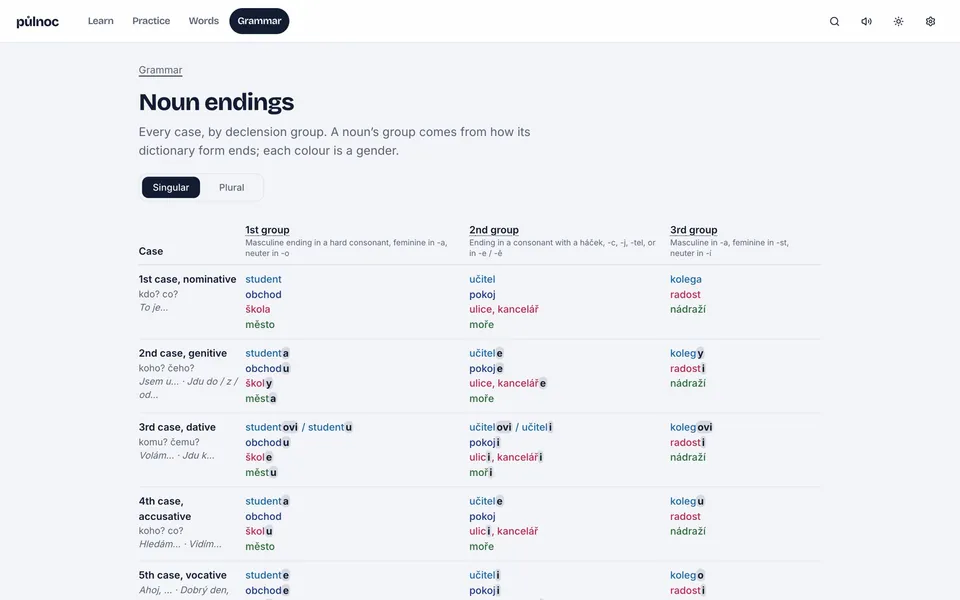 půlnoc
Learn
Practice
Words
Grammar
Grammar
Noun endings
Every case, by declension group. A noun’s group comes from how its
dictionary form ends; each colour is a gender.
Singular
Plural
Case
1st group
Masculine ending in a hard consonant, feminine in -a,
neuter in -o
2nd group
Ending in a consonant with a háček, -c, -j, -tel, or
in -e / -ě
3rd group
Masculine in -a, feminine in -st,
neuter in -í
1st case, nominative
kdo? co?
To je...
student
obchod
škola
město
učitel
pokoj
ulice, kancelář
moře
kolega
radost
nádraží
2nd case, genitive
koho? čeho?
Jsem u... · Jdu do / z /
od...
studenta
obchodu
školy
města
učitele
pokoje
ulice, kanceláře
moře
kolegy
radosti
nádraží
3rd case, dative
komu? čemu?
Volám... · Jdu k...
studentovi / studentu
obchodu
škole
městu
učitelovi / učiteli
pokoji
ulici, kanceláři
moři
kolegovi
radosti
nádraží
4th case,
accusative
koho? co?
Hledám... · Vidím...
studenta
obchod
školu
město
učitele
pokoj
ulici, kancelář
moře
kolegu
radost
nádraží
5th case, vocative
Ahoj, ... · Dobrý den,
studente
obchode
učiteli
pokoji
kolego
radosti